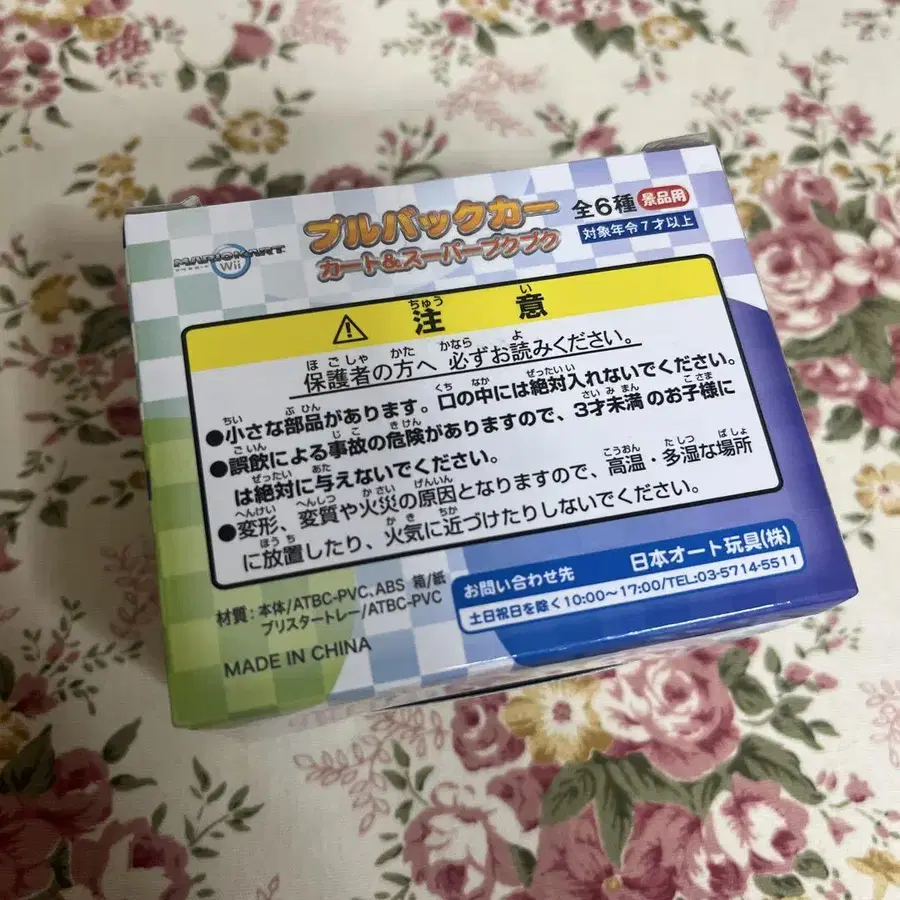 MARIOKART
Wii
プルバックカー
カート&スーパープクプク
全6種 景品用
対象年令7才以上
ちゅう い
⚠ 注意
ほごしゃ かた かなら よ
保護者の方へ 必ずお読みください。
ちい ぶひん くち なか ぜったいい
●小さな部品があります。口の中には絶対入れないでください。
ごいん じこ きけん さいみまん こさま
●誤飲による事故の危険がありますので、3才未満のお子様に
ぜったい あた
は絶対に与えないでください。
へんけい へんしつ かさい げんいん こうおん たしつ ばしょ
●変形、変質や火災の原因となりますので、高温・多湿な場所
ほうち かき ちか
に放置したり、火気に近づけたりしないでください。
材質:本体/ATBC-PVC、ABS 箱/紙
ブリスタートレー/ATBC-PVC
MADE IN CHINA
お問い合わせ先 日本オート玩具(株)
土日祝日を除く10:00〜17:00/TEL:03-5714-5511